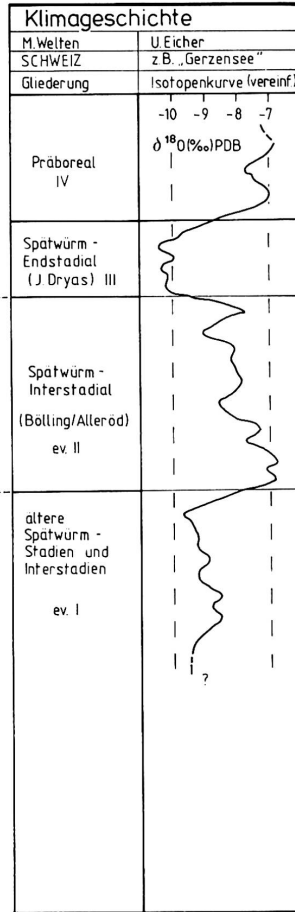 Klimageschichte
M.Welten
U.Eicher
SCHWEIZ
z.B. „Gerzensee"
Gliederung
Isotopenkurve (vereinf.)
-10 -9 -8 -7
δ¹⁸O(‰)PDB
Präboreal
IV
Spätwürm -
Endstadial
(J. Dryas) III
Spätwürm -
Interstadial
(Bölling/Alleröd)
ev. II
ältere
Spätwürm -
Stadien und
Interstadien
ev. I
?